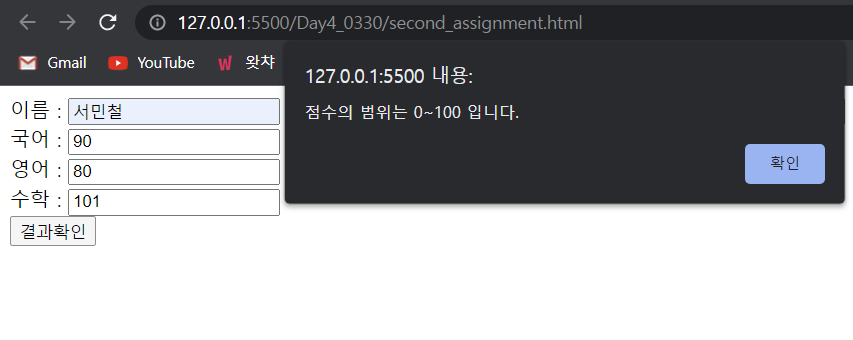 127.0.0.1:5500/Day4_0330/second_assignment.html
Gmail YouTube W 왓챠
127.0.0.1:5500 내용:
점수의 범위는 0~100 입니다.
확인
이름 : 서민철
국어 : 90
영어 : 80
수학 : 101
결과확인